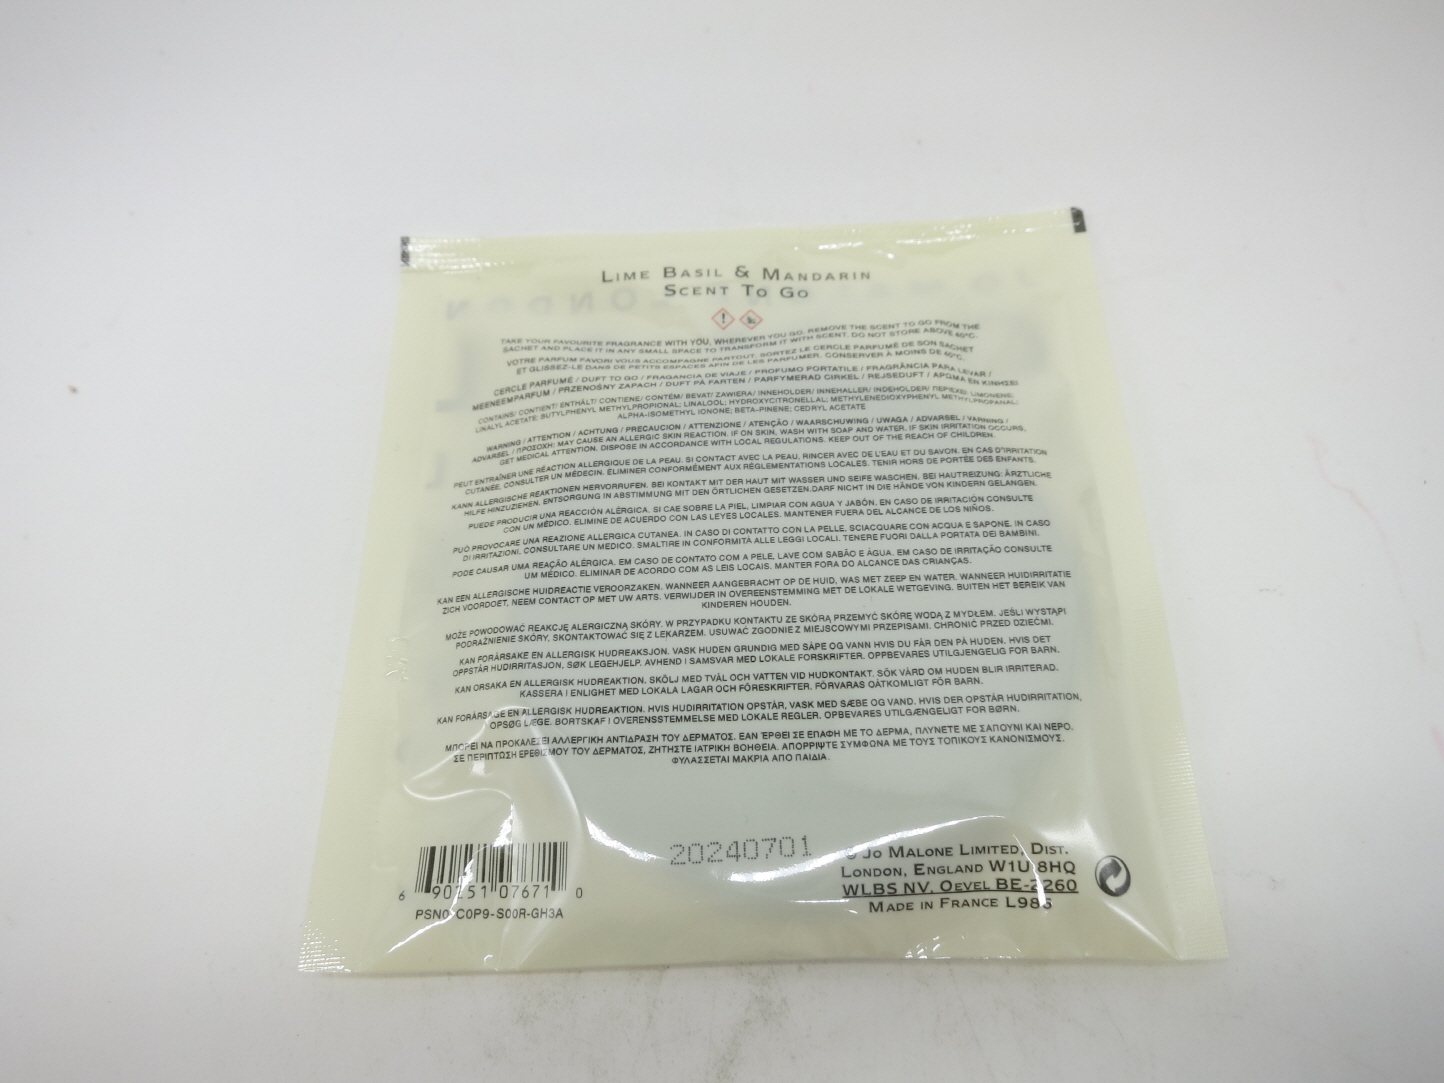 LIME BASIL & MANDARIN
SCENT TO GO
TAKE YOUR FAVOURITE FRAGRANCE WITH YOU, WHEREVER YOU GO. REMOVE THE SCENT TO GO FROM THE
SACHET AND PLACE IT IN ANY SMALL SPACE TO TRANSFORM IT WITH SCENT. DO NOT STORE ABOVE 40°C.
VOTRE PARFUM FAVORI VOUS ACCOMPAGNE PARTOUT. SORTEZ LE CERCLE PARFUMÉ DE SON SACHET
ET GLISSEZ-LE DANS DE PETITS ESPACES AFIN DE LES PARFUMER. CONSERVER À MOINS DE 40°C.
CERCLE PARFUMÉ / DUFT TO GO / FRAGANCIA DE VIAJE / PROFUMO PORTATILE / FRAGRÂNCIA PARA LEVAR /
MEENEEMPARFUM / PRZENOŚNY ZAPACH / DUFT PÅ FARTEN / PARFYMERAD CIRKEL / REJSEDUFT / ΑΡΩΜΑ ΕΝ ΚΙΝΗΣΕΙ
CONTAINS/ CONTIENT/ ENTHÄLT/ CONTIENE/ CONTÉM/ BEVAT/ ZAWIERA/ INNEHOLDER/ INNEHALLER/ INDEHOLDER/ ΠΕΡΙΕΧΕΙ: LIMONENE;
LINALYL ACETATE; BUTYLPHENYL METHYLPROPIONAL; LINALOOL; HYDROXYCITRONELLAL; METHYLENEDIOXYPHENYL METHYLPROPANAL;
ALPHA-ISOMETHYL IONONE; BETA-PINENE; CEDRYL ACETATE
WARNING / ATTENTION / ACHTUNG / PRECAUCION / ATTENZIONE / ATENÇÃO / WAARSCHUWING / UWAGA / ADVARSEL / VARNING /
ADVARSEL / ΠΡΟΣΟΧΗ: MAY CAUSE AN ALLERGIC SKIN REACTION. IF ON SKIN, WASH WITH SOAP AND WATER. IF SKIN IRRITATION OCCURS,
GET MEDICAL ATTENTION. DISPOSE IN ACCORDANCE WITH LOCAL REGULATIONS. KEEP OUT OF THE REACH OF CHILDREN.
PEUT ENTRAÎNER UNE RÉACTION ALLERGIQUE DE LA PEAU. SI CONTACT AVEC LA PEAU, RINCER AVEC DE L'EAU ET DU SAVON. EN CAS D'IRRITATION
CUTANÉE, CONSULTER UN MÉDECIN. ÉLIMINER CONFORMÉMENT AUX RÉGLEMENTATIONS LOCALES. TENIR HORS DE PORTÉE DES ENFANTS.
KANN ALLERGISCHE REAKTIONEN HERVORRUFEN. BEI KONTAKT MIT DER HAUT MIT WASSER UND SEIFE WASCHEN. BEI HAUTREIZUNG: ÄRZTLICHE
HILFE HINZUZIEHEN. ENTSORGUNG IN ABSTIMMUNG MIT DEN ÖRTLICHEN GESETZEN.DARF NICHT IN DIE HÄNDE VON KINDERN GELANGEN.
PUEDE PRODUCIR UNA REACCIÓN ALÉRGICA. SI CAE SOBRE LA PIEL, LIMPIAR CON AGUA Y JABÓN. EN CASO DE IRRITACIÓN CONSULTE
CON UN MÉDICO. ELIMINE DE ACUERDO CON LAS LEYES LOCALES. MANTENER FUERA DEL ALCANCE DE LOS NIÑOS.
PUÒ PROVOCARE UNA REAZIONE ALLERGICA CUTANEA. IN CASO DI CONTATTO CON LA PELLE, SCIACQUARE CON ACQUA E SAPONE. IN CASO
DI IRRITAZIONI, CONSULTARE UN MEDICO. SMALTIRE IN CONFORMITÀ ALLE LEGGI LOCALI. TENERE FUORI DALLA PORTATA DEI BAMBINI.
PODE CAUSAR UMA REAÇÃO ALÉRGICA. EM CASO DE CONTATO COM A PELE, LAVE COM SABÃO E ÁGUA. EM CASO DE IRRITAÇÃO CONSULTE
UM MÉDICO. ELIMINAR DE ACORDO COM AS LEIS LOCAIS. MANTER FORA DO ALCANCE DAS CRIANÇAS.
KAN EEN ALLERGISCHE HUIDREACTIE VEROORZAKEN. WANNEER AANGEBRACHT OP DE HUID, WAS MET ZEEP EN WATER. WANNEER HUIDIRRITATIE
ZICH VOORDOET, NEEM CONTACT OP MET UW ARTS. VERWIJDER IN OVEREENSTEMMING MET DE LOKALE WETGEVING. BUITEN HET BEREIK VAN
KINDEREN HOUDEN.
MOŻE POWODOWAĆ REAKCJĘ ALERGICZNĄ SKÓRY. W PRZYPADKU KONTAKTU ZE SKÓRĄ PRZEMYĆ SKÓRĘ WODĄ Z MYDŁEM. JEŚLI WYSTĄPI
PODRAŻNIENIE SKÓRY, SKONTAKTOWAĆ SIĘ Z LEKARZEM. USUWAĆ ZGODNIE Z MIEJSCOWYMI PRZEPISAMI. CHRONIĆ PRZED DZIEĆMI.
KAN FORÅRSAKE EN ALLERGISK HUDREAKSJON. VASK HUDEN GRUNDIG MED SÅPE OG VANN HVIS DU FÅR DEN PÅ HUDEN. HVIS DET
OPPSTÅR HUDIRRITASJON, SØK LEGEHJELP. AVHEND I SAMSVAR MED LOKALE FORSKRIFTER. OPPBEVARES UTILGJENGELIG FOR BARN.
KAN ORSAKA EN ALLERGISK HUDREAKTION. SKÖLJ MED TVÅL OCH VATTEN VID HUDKONTAKT. SÖK VÅRD OM HUDEN BLIR IRRITERAD.
KASSERA I ENLIGHET MED LOKALA LAGAR OCH FÖRESKRIFTER. FÖRVARAS OÅTKOMLIGT FÖR BARN.
KAN FORÅRSAGE EN ALLERGISK HUDREAKTION. HVIS HUDIRRITATION OPSTÅR, VASK MED SÆBE OG VAND. HVIS DER OPSTÅR HUDIRRITATION,
OPSØG LÆGE. BORTSKAF I OVERENSSTEMMELSE MED LOKALE REGLER. OPBEVARES UTILGÆNGELIGT FOR BØRN.
ΜΠΟΡΕΙ ΝΑ ΠΡΟΚΑΛΕΣΕΙ ΑΛΛΕΡΓΙΚΗ ΑΝΤΙΔΡΑΣΗ ΤΟΥ ΔΕΡΜΑΤΟΣ. ΕΑΝ ΈΡΘΕΙ ΣΕ ΕΠΑΦΗ ΜΕ ΤΟ ΔΕΡΜΑ, ΠΛΥΝΕΤΕ ΜΕ ΣΑΠΟΥΝΙ ΚΑΙ ΝΕΡΟ.
ΣΕ ΠΕΡΙΠΤΩΣΗ ΕΡΕΘΙΣΜΟΥ ΤΟΥ ΔΕΡΜΑΤΟΣ, ΖΗΤΗΣΤΕ ΙΑΤΡΙΚΗ ΒΟΗΘΕΙΑ. ΑΠΟΡΡΙΨΤΕ ΣΥΜΦΩΝΑ ΜΕ ΤΟΥΣ ΤΟΠΙΚΟΥΣ ΚΑΝΟΝΙΣΜΟΥΣ.
ΦΥΛΑΣΣΕΤΑΙ ΜΑΚΡΙΑ ΑΠΟ ΠΑΙΔΙΑ.
20240701
6 90251 07671 0
PSN0 C0P9-S00R-GH3A
JO MALONE LIMITED, DIST.
LONDON, ENGLAND W1U 8HQ
WLBS NV, OEVEL BE-2260
MADE IN FRANCE L986